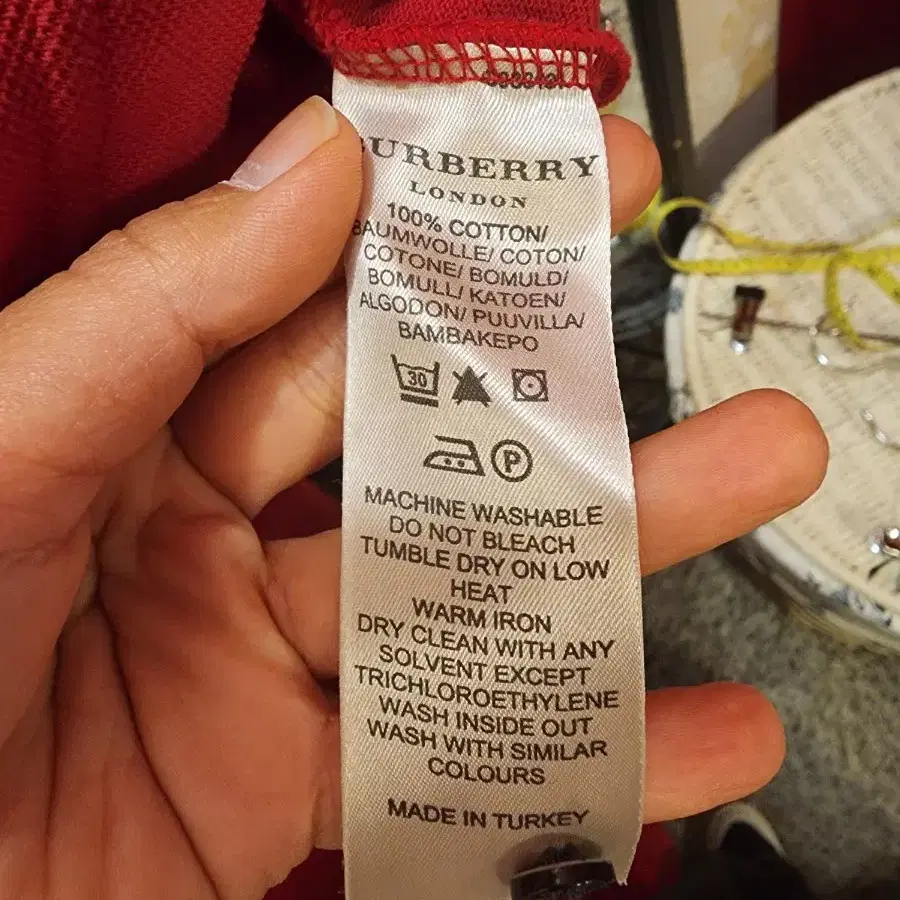 BURBERRY
LONDON
100% COTTON/
BAUMWOLLE/ COTON/
COTONE/ BOMULD/
BOMULL/ KATOEN/
ALGODON/ PUUVILLA/
BAMBAKEPO
30
P
MACHINE WASHABLE
DO NOT BLEACH
TUMBLE DRY ON LOW
HEAT
WARM IRON
DRY CLEAN WITH ANY
SOLVENT EXCEPT
TRICHLOROETHYLENE
WASH INSIDE OUT
WASH WITH SIMILAR
COLOURS
MADE IN TURKEY